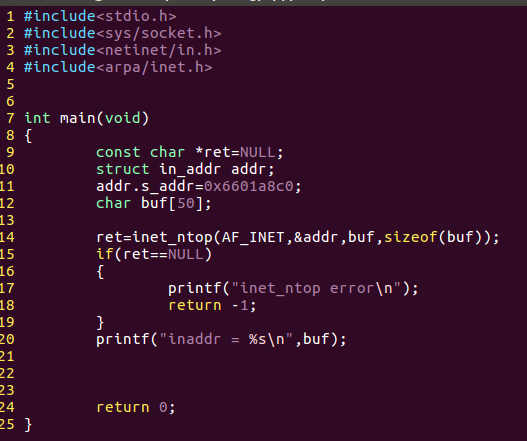 1 #include<stdio.h>
2 #include<sys/socket.h>
3 #include<netinet/in.h>
4 #include<arpa/inet.h>
5
6
7 int main(void)
8 {
9         const char *ret=NULL;
10         struct in_addr addr;
11         addr.s_addr=0x6601a8c0;
12         char buf[50];
13
14         ret=inet_ntop(AF_INET,&addr,buf,sizeof(buf));
15         if(ret==NULL)
16         {
17                 printf("inet_ntop error\n");
18                 return -1;
19         }
20         printf("inaddr = %s\n",buf);
21
22
23
24         return 0;
25 }